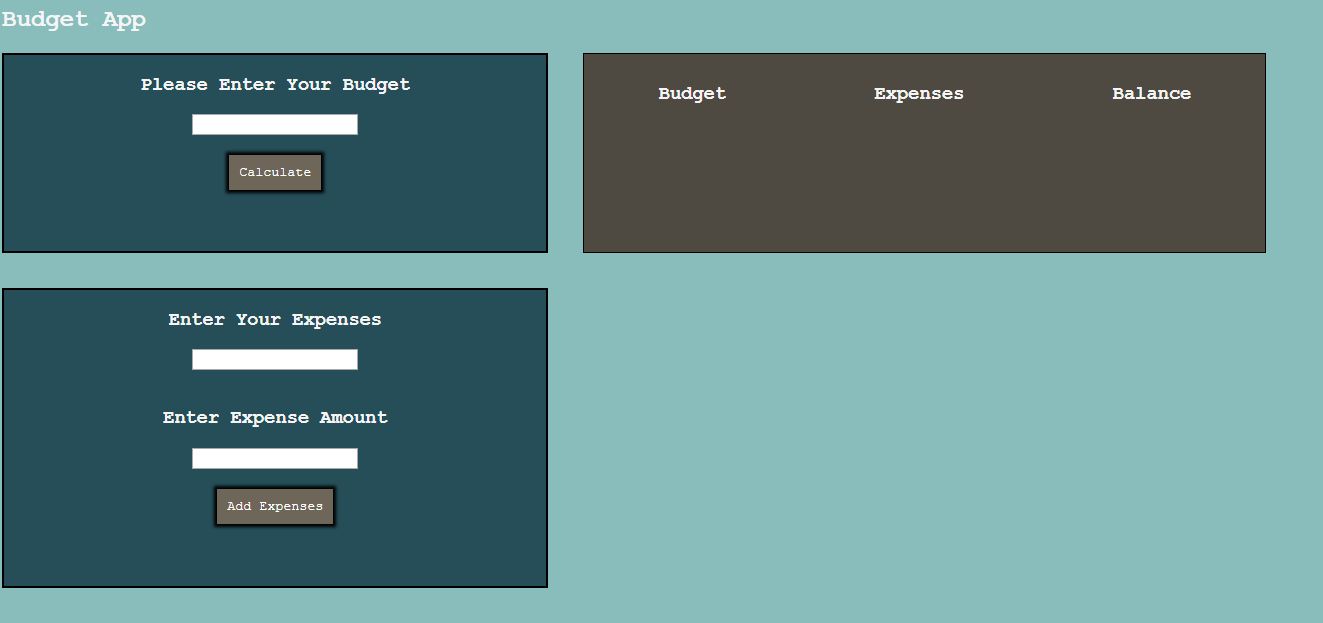 Budget App
Please Enter Your Budget
Calculate
Budget Expenses Balance
Enter Your Expenses
Enter Expense Amount
Add Expenses